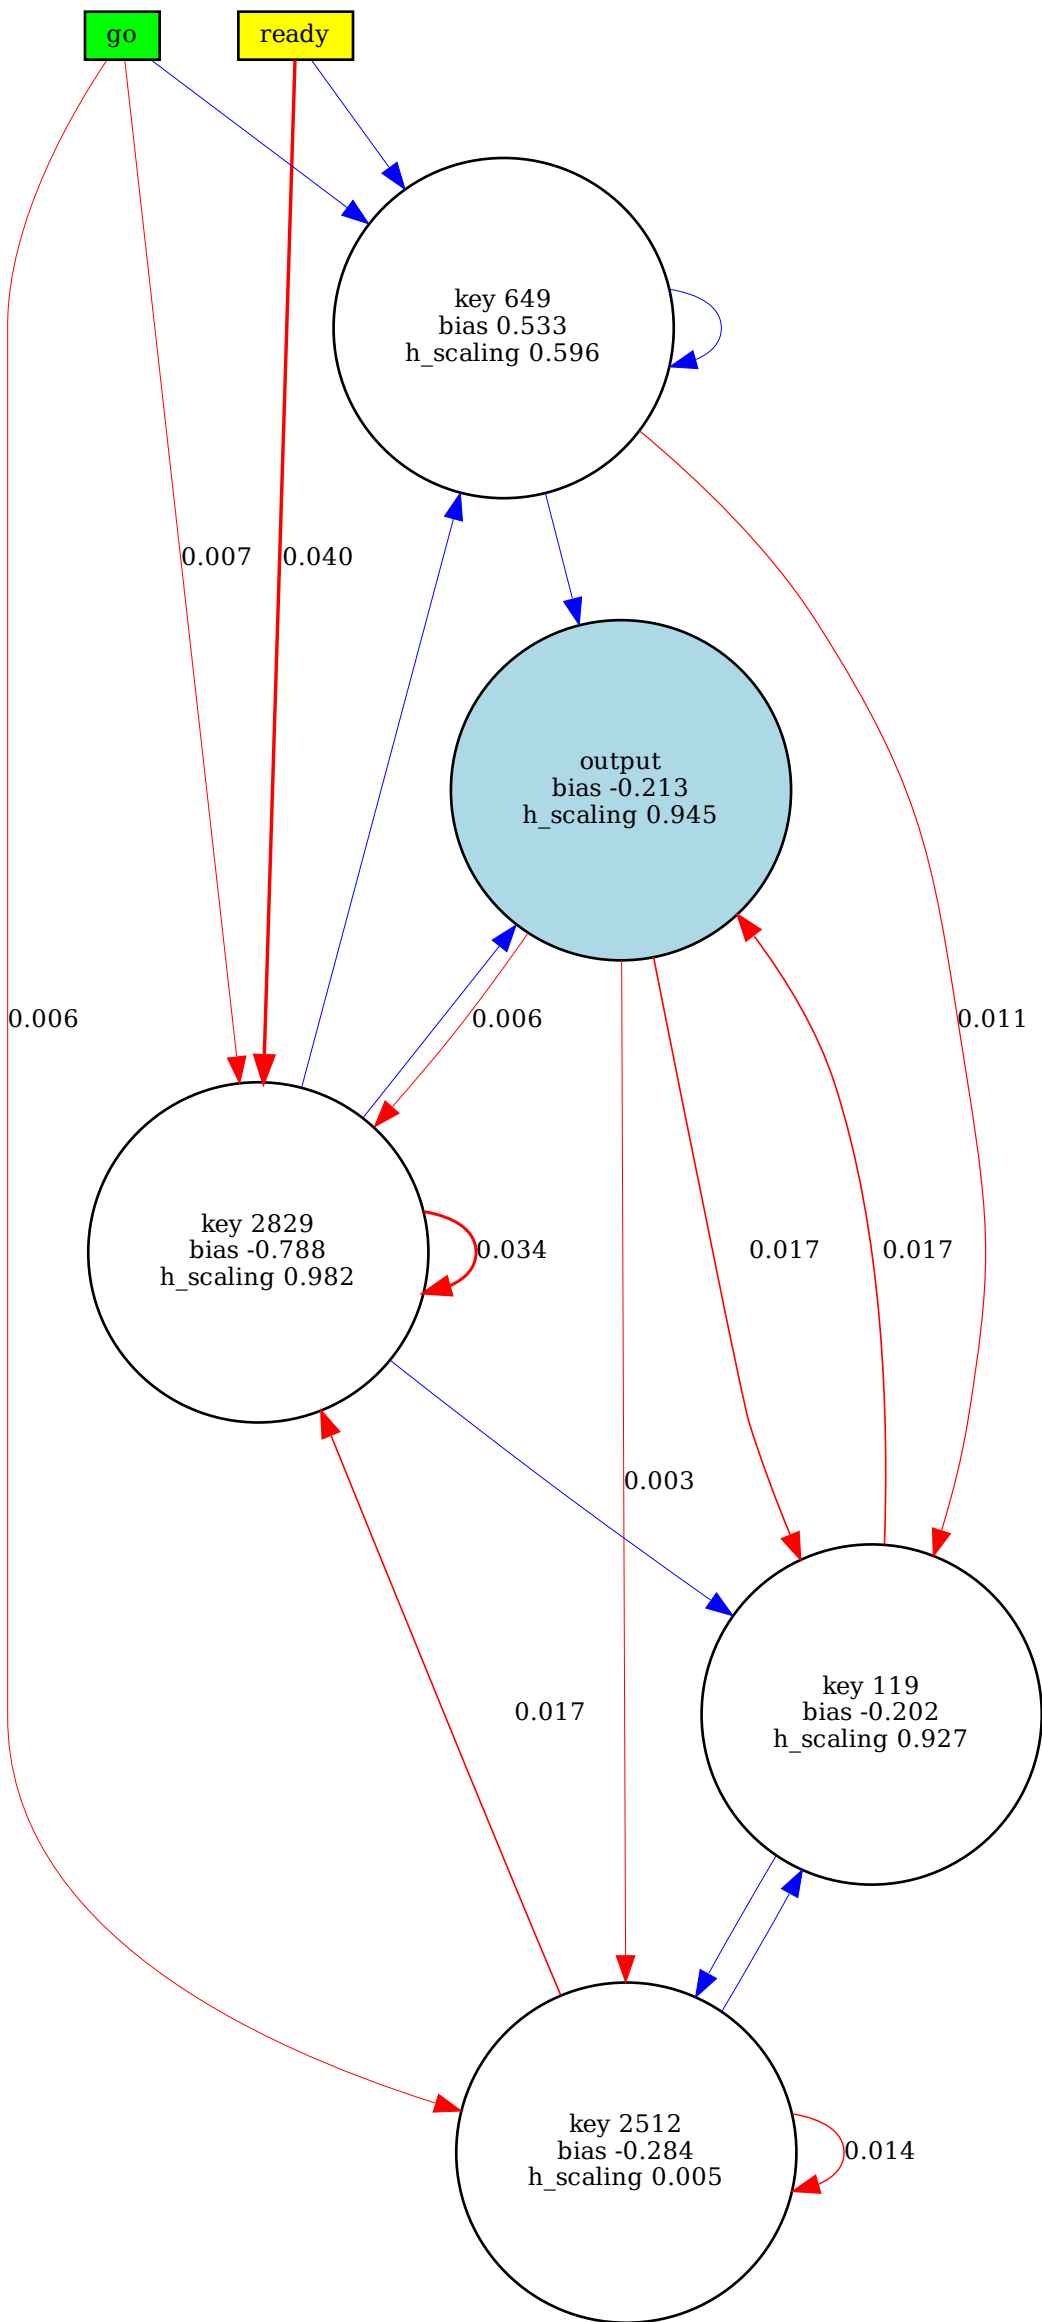 go
ready
key 649
bias 0.533
h_scaling 0.596
0.007
0.040
output
bias -0.213
h_scaling 0.945
0.006
0.006
0.011
key 2829
bias -0.788
h_scaling 0.982
0.034
0.017
0.017
0.003
key 119
bias -0.202
h_scaling 0.927
0.017
key 2512
bias -0.284
h_scaling 0.005
0.014